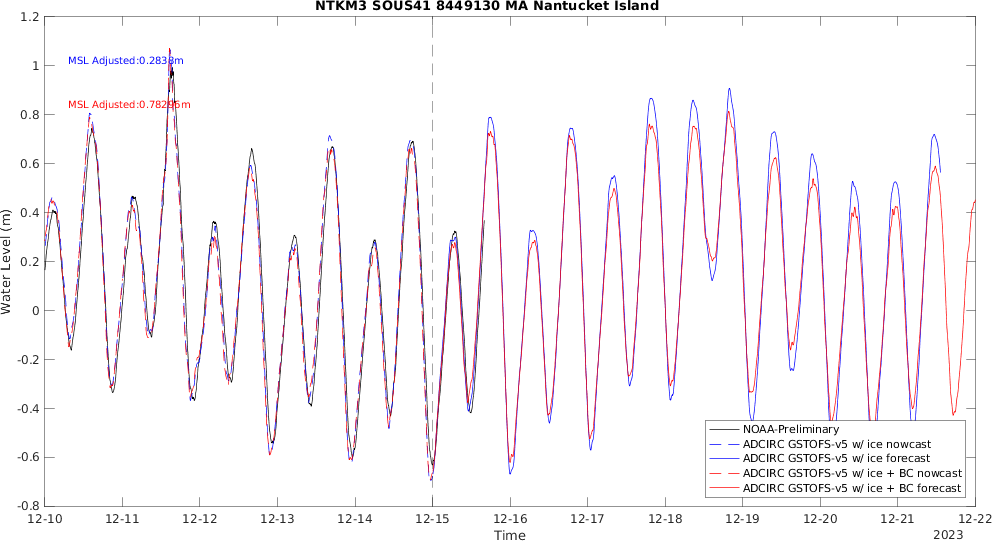 NTKM3 SOUS41 8449130 MA Nantucket Island
1.2
1
0.8
0.6
0.4
0.2
0
-0.2
-0.4
-0.6
-0.8
Water Level (m)
MSL Adjusted:0.2838m
MSL Adjusted:0.78295m
NOAA-Preliminary
ADCIRC GSTOFS-v5 w/ ice nowcast
ADCIRC GSTOFS-v5 w/ ice forecast
ADCIRC GSTOFS-v5 w/ ice + BC nowcast
ADCIRC GSTOFS-v5 w/ ice + BC forecast
12-10 12-11 12-12 12-13 12-14 12-15 12-16 12-17 12-18 12-19 12-20 12-21 12-22
Time
2023